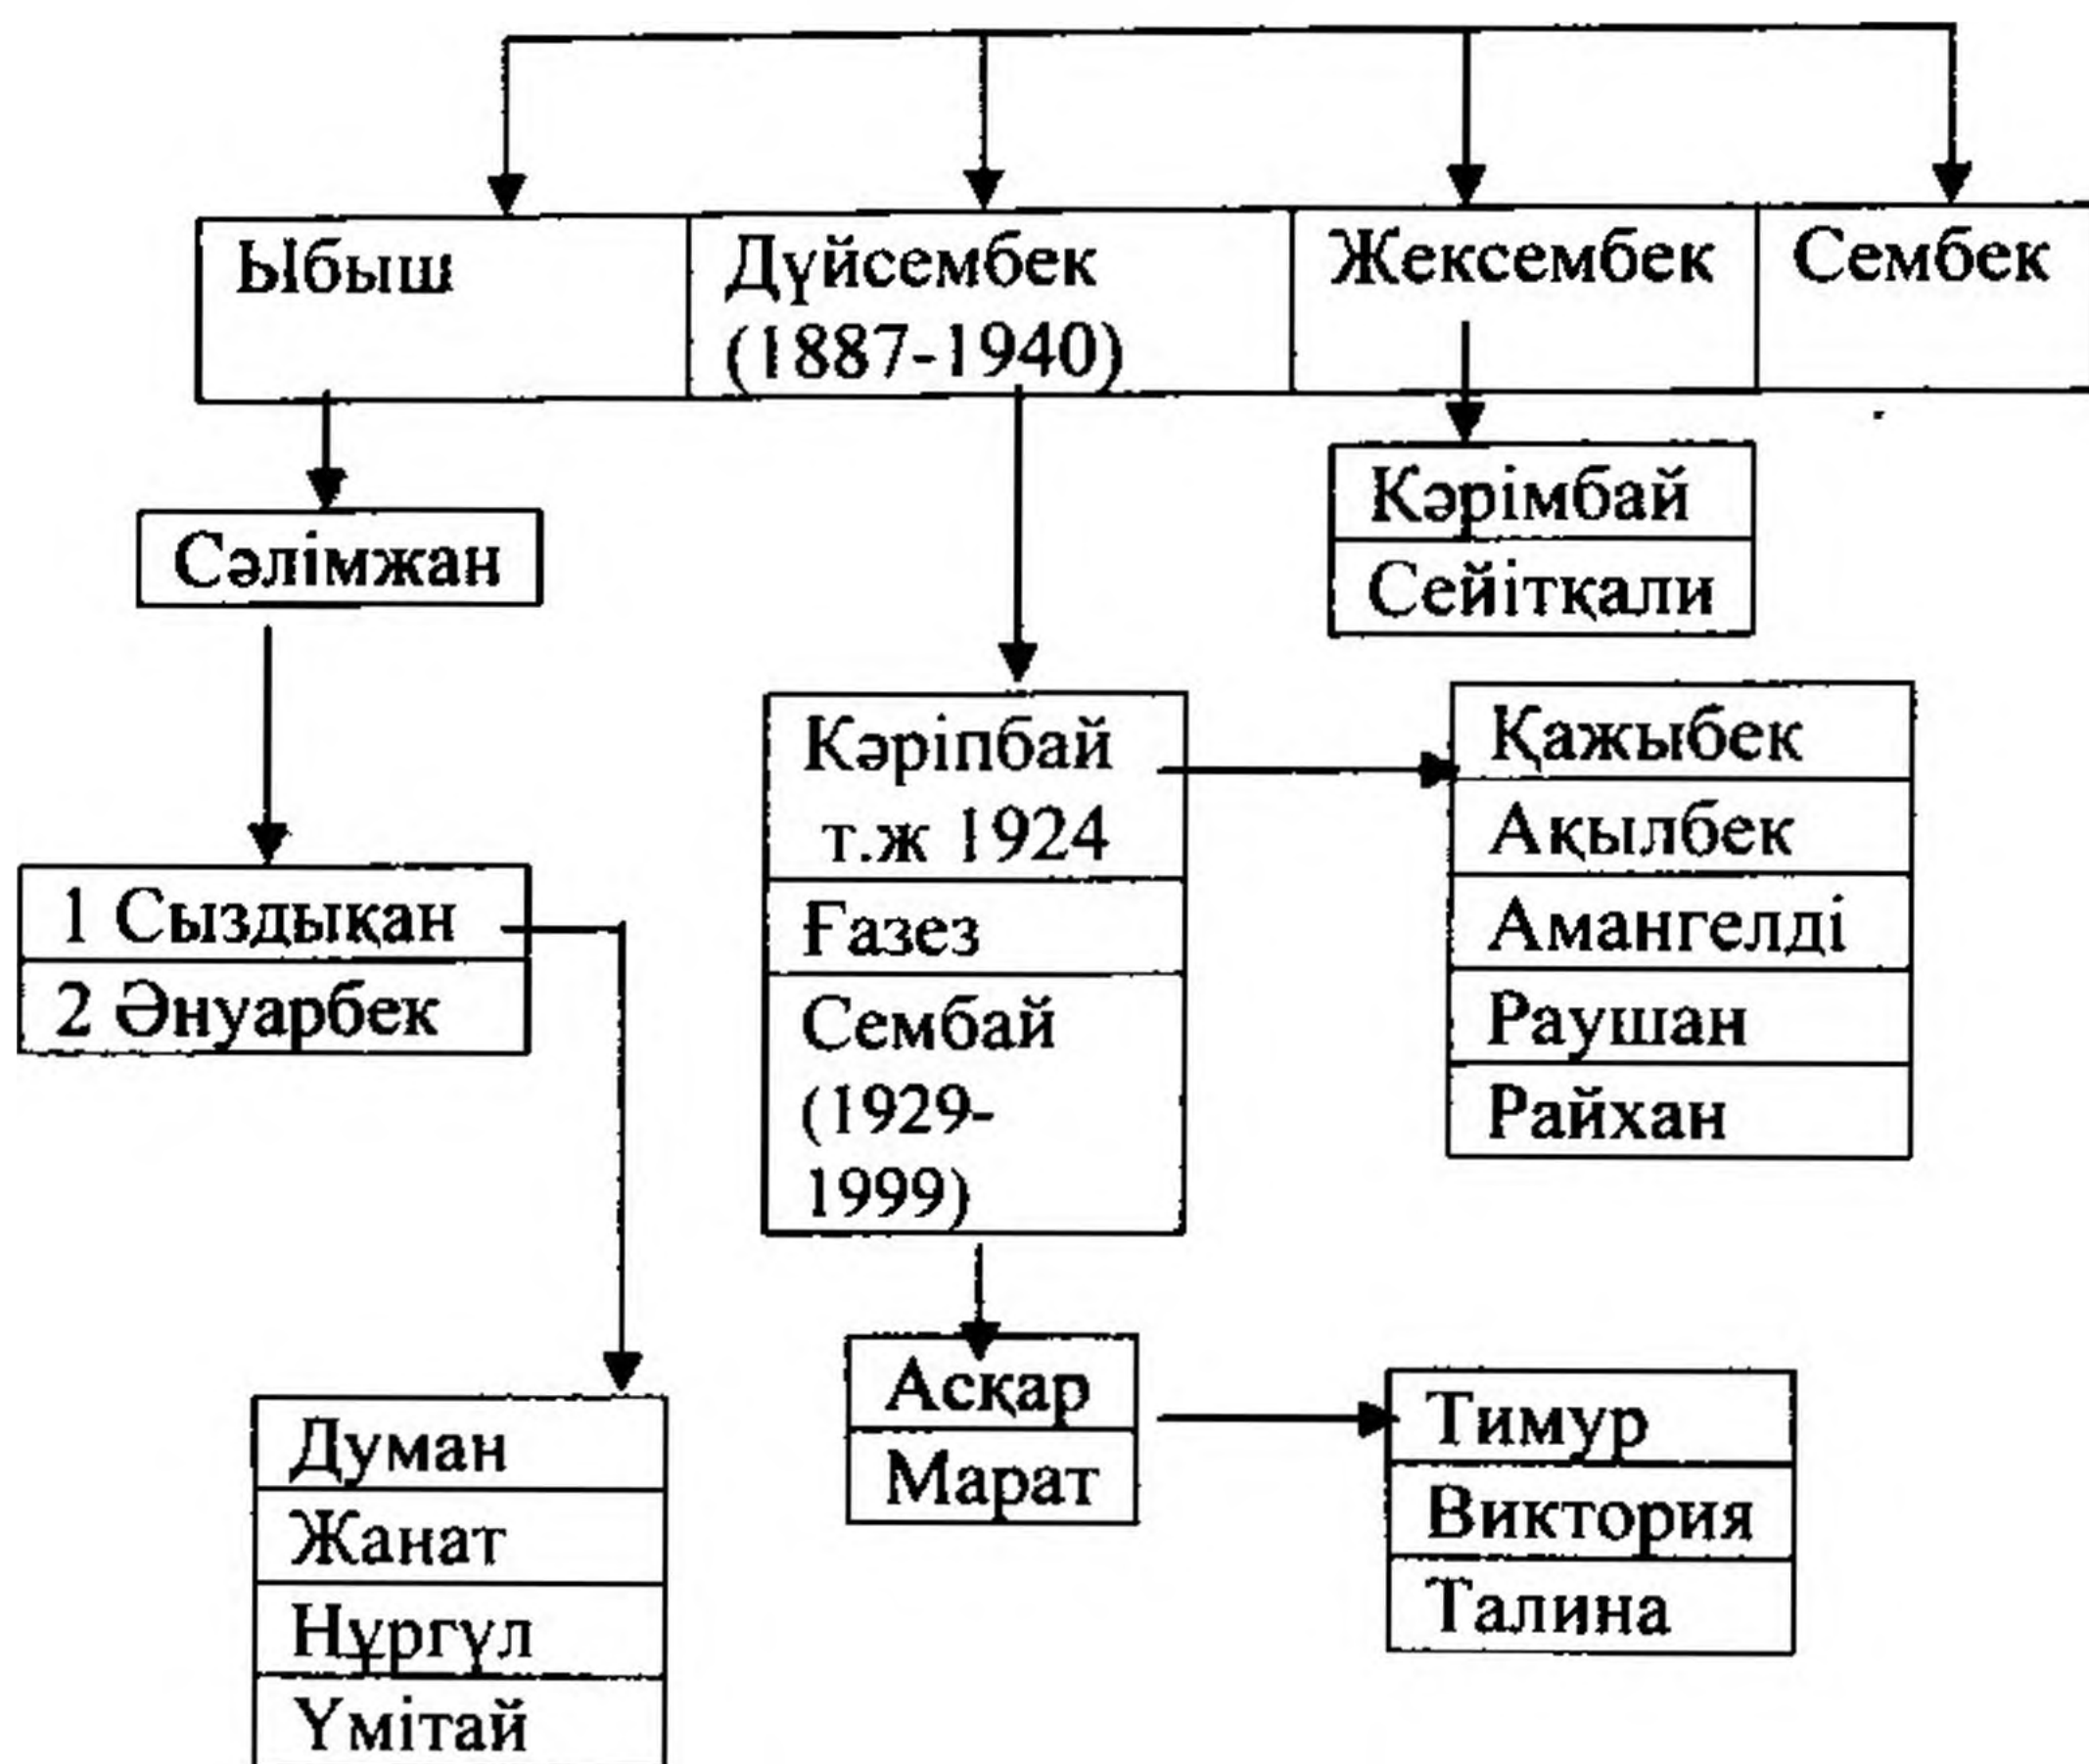 Ыбыш
Дүйсембек
(1887-1940)
Жексембек
Сембек
Сәлімжан
Кәрімбай
Сейітқали
1 Сыздықан
2 Әнуарбек
Кәріпбай
т.ж 1924
Ғазез
Сембай
(1929-
1999)
Қажыбек
Ақылбек
Амангелді
Раушан
Райхан
Думан
Жанат
Нұргүл
Үмітай
Асқар
Марат
Тимур
Виктория
Талина